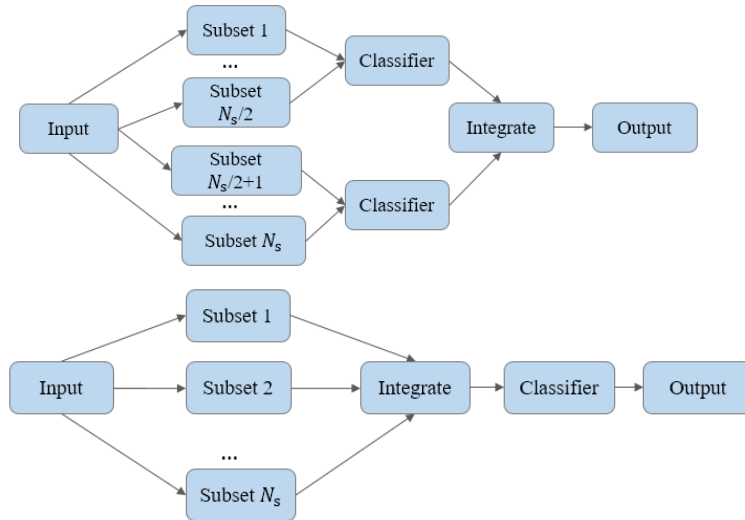 Subset 1
...
Subset
Nₛ/2
Input
Subset
Nₛ/2+1
...
Subset Nₛ
Classifier
Classifier
Integrate
Output
Subset 1
Input
Subset 2
...
Subset Nₛ
Integrate
Classifier
Output